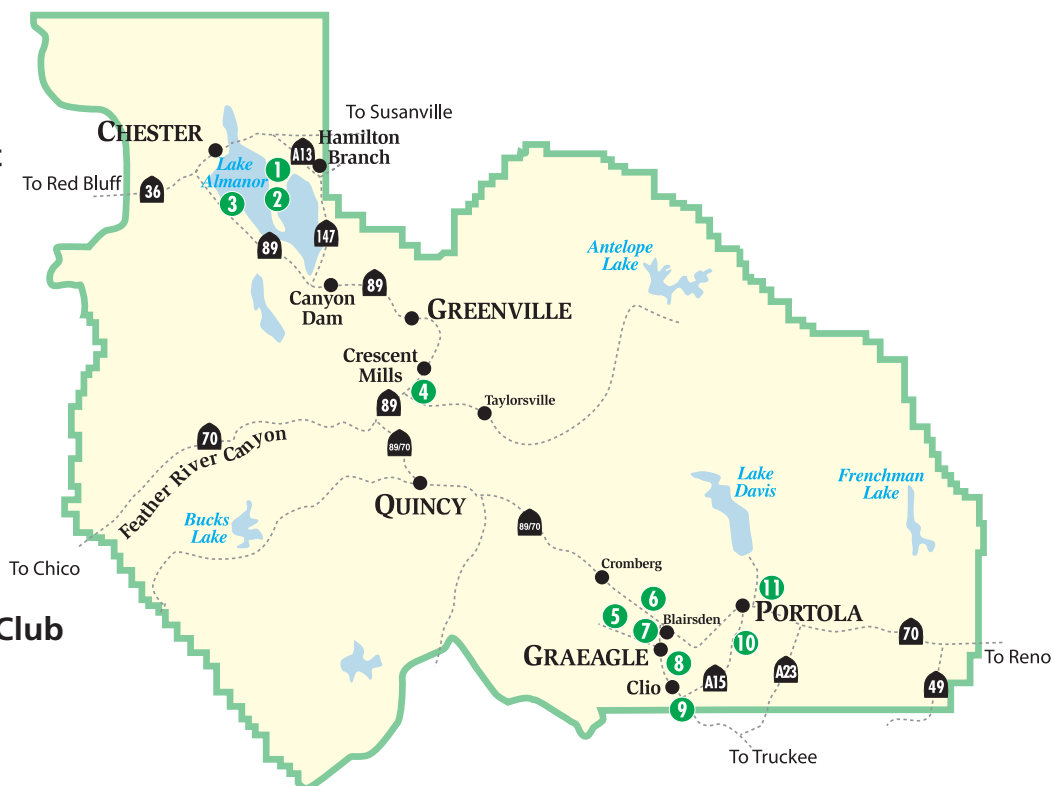 To Susanville
CHESTER
A13
Hamilton
Branch
1
To Red Bluff
36
Lake
Almanor
2
3
89
147
Antelope
Lake
Canyon
Dam
89
GREENVILLE
Crescent
Mills
4
89
Taylorsville
70
Feather River Canyon
89/70
QUINCY
Lake
Davis
Frenchman
Lake
Bucks
Lake
89/70
To Chico
Cromberg
11
6
5
Blairsden
PORTOLA
7
Club
10
70
GRAEAGLE
8
To Reno
Clio
A15
A23
49
9
To Truckee